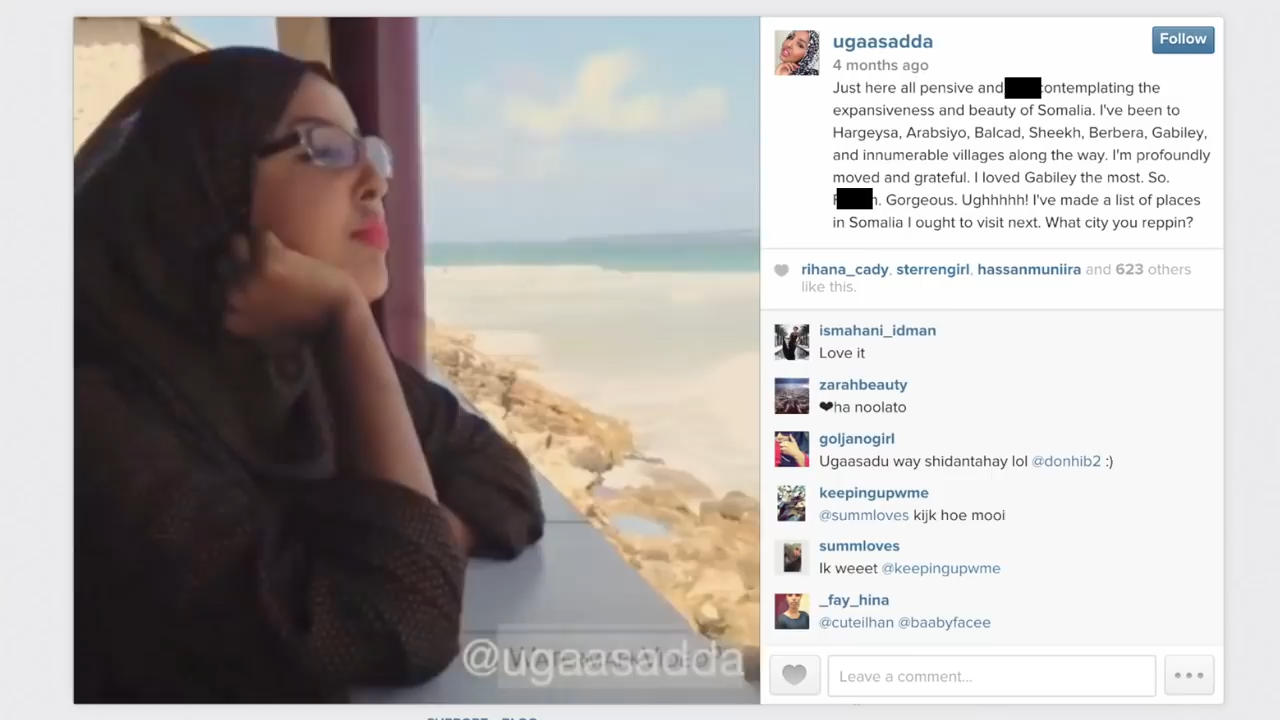 ugaasadda
Follow
4 months ago
Just here all pensive and contemplating the
expansiveness and beauty of Somalia. I've been to
Hargeysa, Arabsiyo, Balcad, Sheekh, Berbera, Gabiley,
and innumerable villages along the way. I'm profoundly
moved and grateful. I loved Gabiley the most. So.
Gorgeous. Ughhhhh! I've made a list of places
in Somalia I ought to visit next. What city you reppin?
rihana_cady, sterrengirl, hassanmuniira and 623 others
like this.
ismahani_idman
Love it
zarahbeauty
❤ha noolato
goljanogirl
Ugaasadu way shidantahay lol @donhib2 :)
keepingupwme
@summloves kijk hoe mooi
summloves
Ik weeet @keepingupwme
_fay_hina
@cuteilhan @baabyfacee
Leave a comment...
@ugaasadda